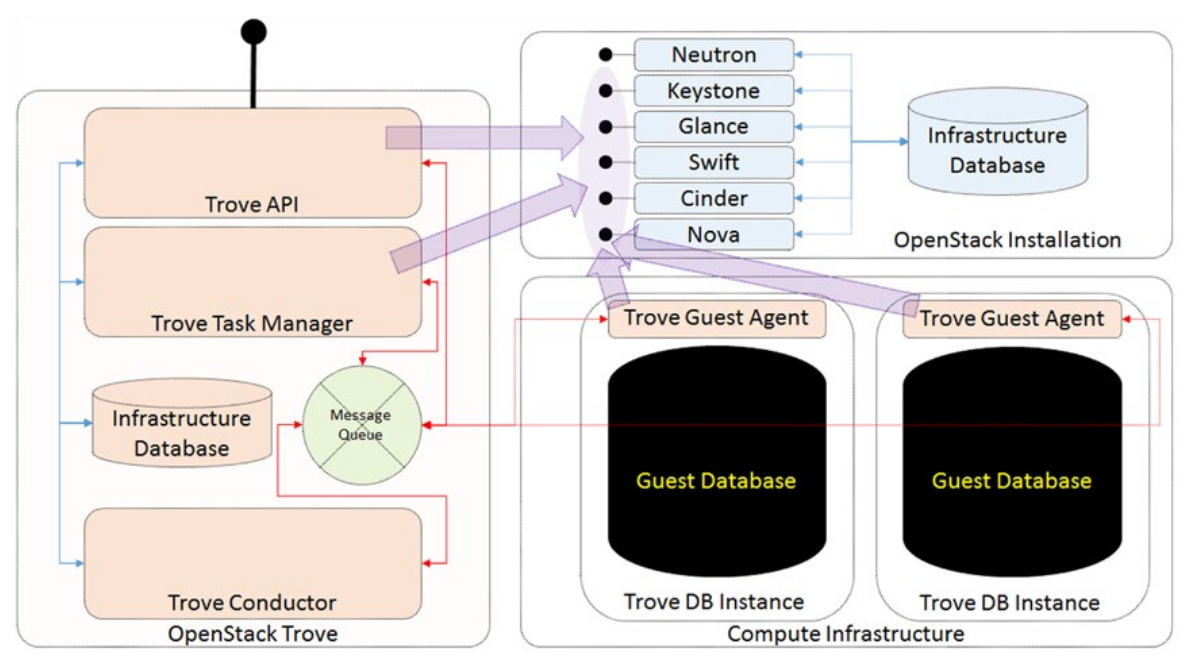 Trove API
Trove Task Manager
Infrastructure
Database
Message
Queue
Trove Conductor
OpenStack Trove
Neutron
Keystone
Glance
Swift
Cinder
Nova
Infrastructure
Database
OpenStack Installation
Trove Guest Agent
Guest Database
Trove DB Instance
Trove Guest Agent
Guest Database
Trove DB Instance
Compute Infrastructure